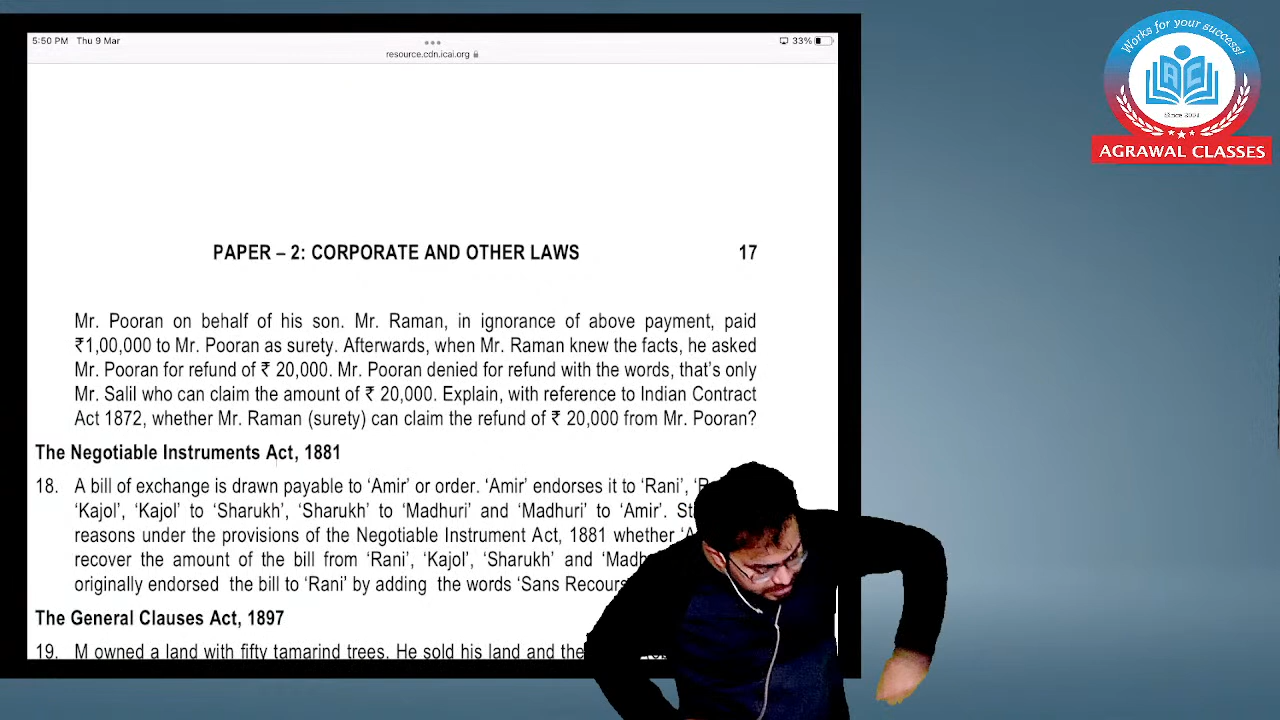 5:50 PM Thu 9 Mar
33%
resource.cdn.icai.org
Works for your success!
AC
Since 2004
AGRAWAL CLASSES
PAPER – 2: CORPORATE AND OTHER LAWS 17
Mr. Pooran on behalf of his son. Mr. Raman, in ignorance of above payment, paid
₹1,00,000 to Mr. Pooran as surety. Afterwards, when Mr. Raman knew the facts, he asked
Mr. Pooran for refund of ₹ 20,000. Mr. Pooran denied for refund with the words, that's only
Mr. Salil who can claim the amount of ₹ 20,000. Explain, with reference to Indian Contract
Act 1872, whether Mr. Raman (surety) can claim the refund of ₹ 20,000 from Mr. Pooran?
The Negotiable Instruments Act, 1881
18. A bill of exchange is drawn payable to ‘Amir’ or order. ‘Amir’ endorses it to ‘Rani’,
‘Kajol’, ‘Kajol’ to ‘Sharukh’, ‘Sharukh’ to ‘Madhuri’ and ‘Madhuri’ to ‘Amir’.
reasons under the provisions of the Negotiable Instrument Act, 1881 whether
recover the amount of the bill from ‘Rani’, ‘Kajol’, ‘Sharukh’ and
originally endorsed the bill to ‘Rani’ by adding the words ‘Sans
The General Clauses Act, 1897
19. M owned a land with fifty tamarind trees. He sold his land and the